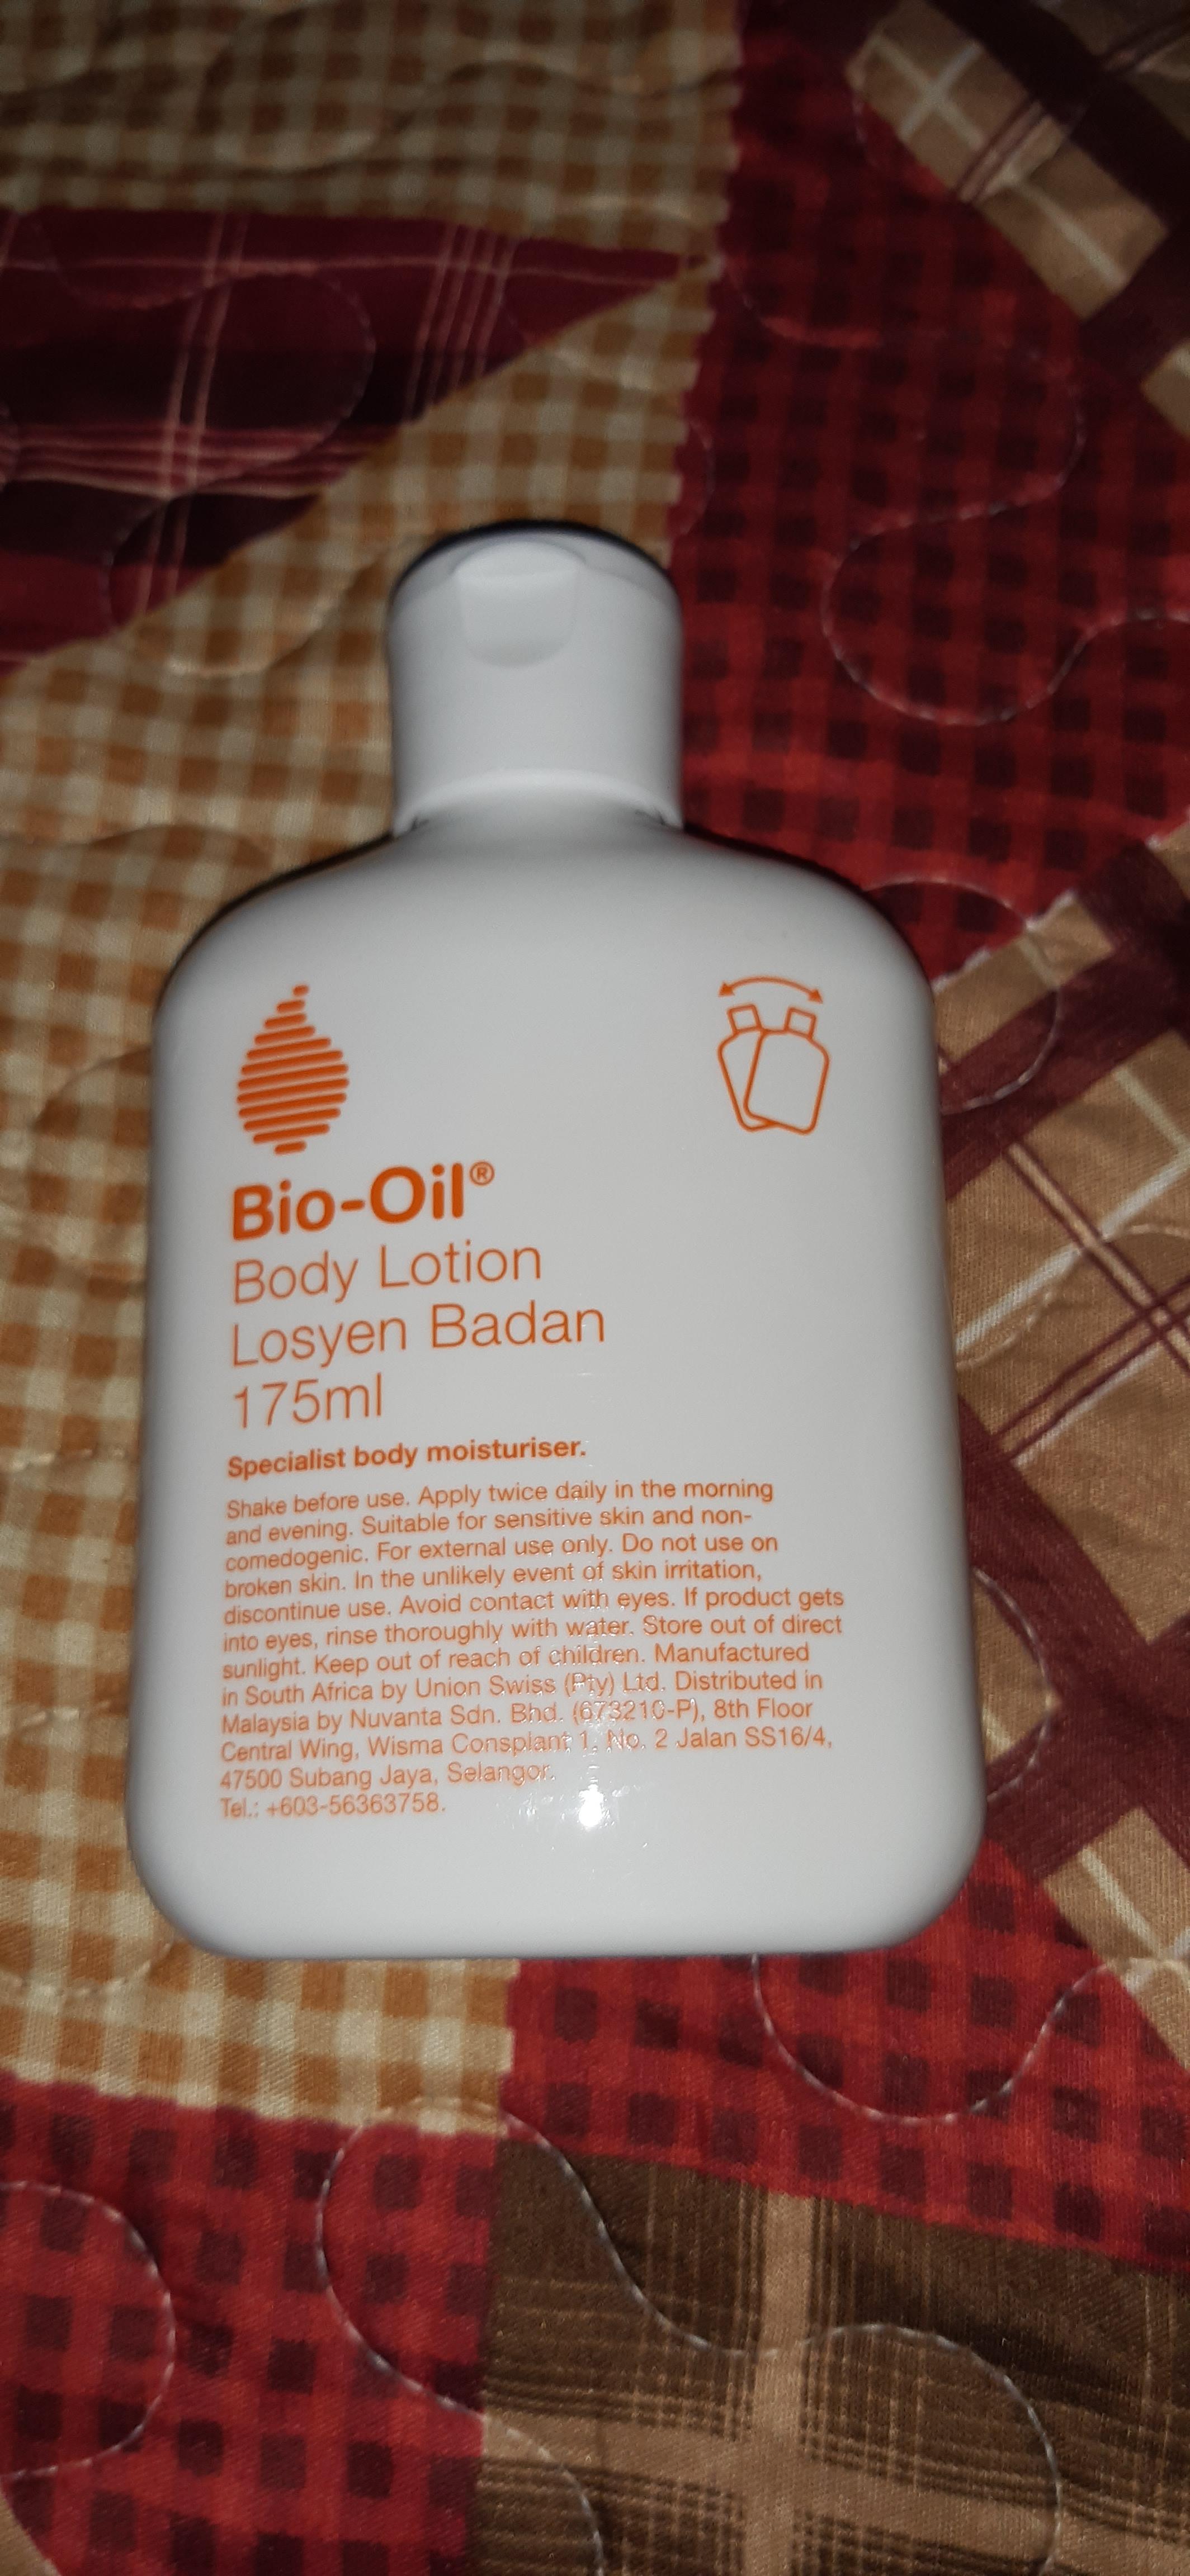 Bio-Oil®
Body Lotion
Losyen Badan
175ml
Specialist body moisturiser.
Shake before use. Apply twice daily in the morning
and evening. Suitable for sensitive skin and non-
comedogenic. For external use only. Do not use on
broken skin. In the unlikely event of skin irritation,
discontinue use. Avoid contact with eyes. If product gets
into eyes, rinse thoroughly with water. Store out of direct
sunlight. Keep out of reach of children. Manufactured
in South Africa by Union Swiss (Pty) Ltd. Distributed in
Malaysia by Nuvanta Sdn. Bhd. (673210-P), 8th Floor
Central Wing, Wisma Consplant 1, No. 2 Jalan SS16/4,
47500 Subang Jaya, Selangor.
Tel.: +603-56363758.